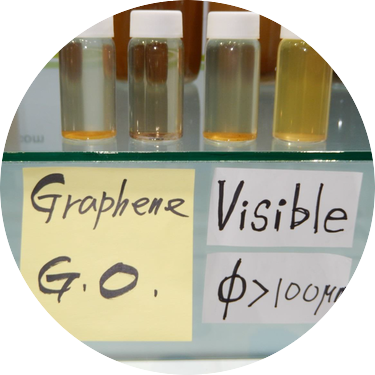 Graphene
G.O.
Visible
φ>100μm